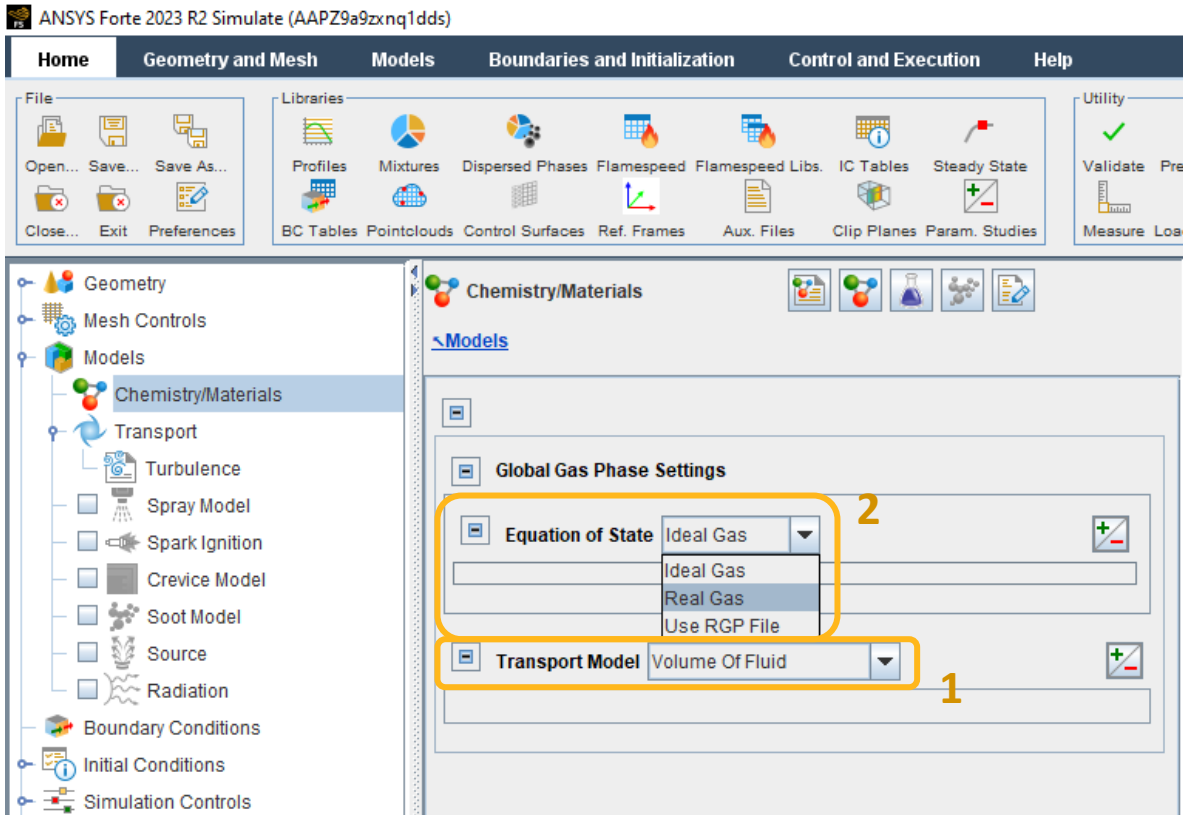 ANSYS Forte 2023 R2 Simulate (AAPZ9a9zxnq1dds)
Home Geometry and Mesh Models Boundaries and Initialization Control and Execution Help
File Libraries Utility
Open... Save... Save As... Profiles Mixtures Dispersed Phases Flamespeed Flamespeed Libs. IC Tables Steady State Validate Pre
Close... Exit Preferences BC Tables Pointclouds Control Surfaces Ref. Frames Aux. Files Clip Planes Param. Studies Measure Loa
Geometry
Mesh Controls
Models
Chemistry/Materials
Transport
Turbulence
Spray Model
Spark Ignition
Crevice Model
Soot Model
Source
Radiation
Boundary Conditions
Initial Conditions
Simulation Controls
Chemistry/Materials
Models
Global Gas Phase Settings
2
Equation of State Ideal Gas
Ideal Gas
Real Gas
Use RGP File
Transport Model Volume Of Fluid
1